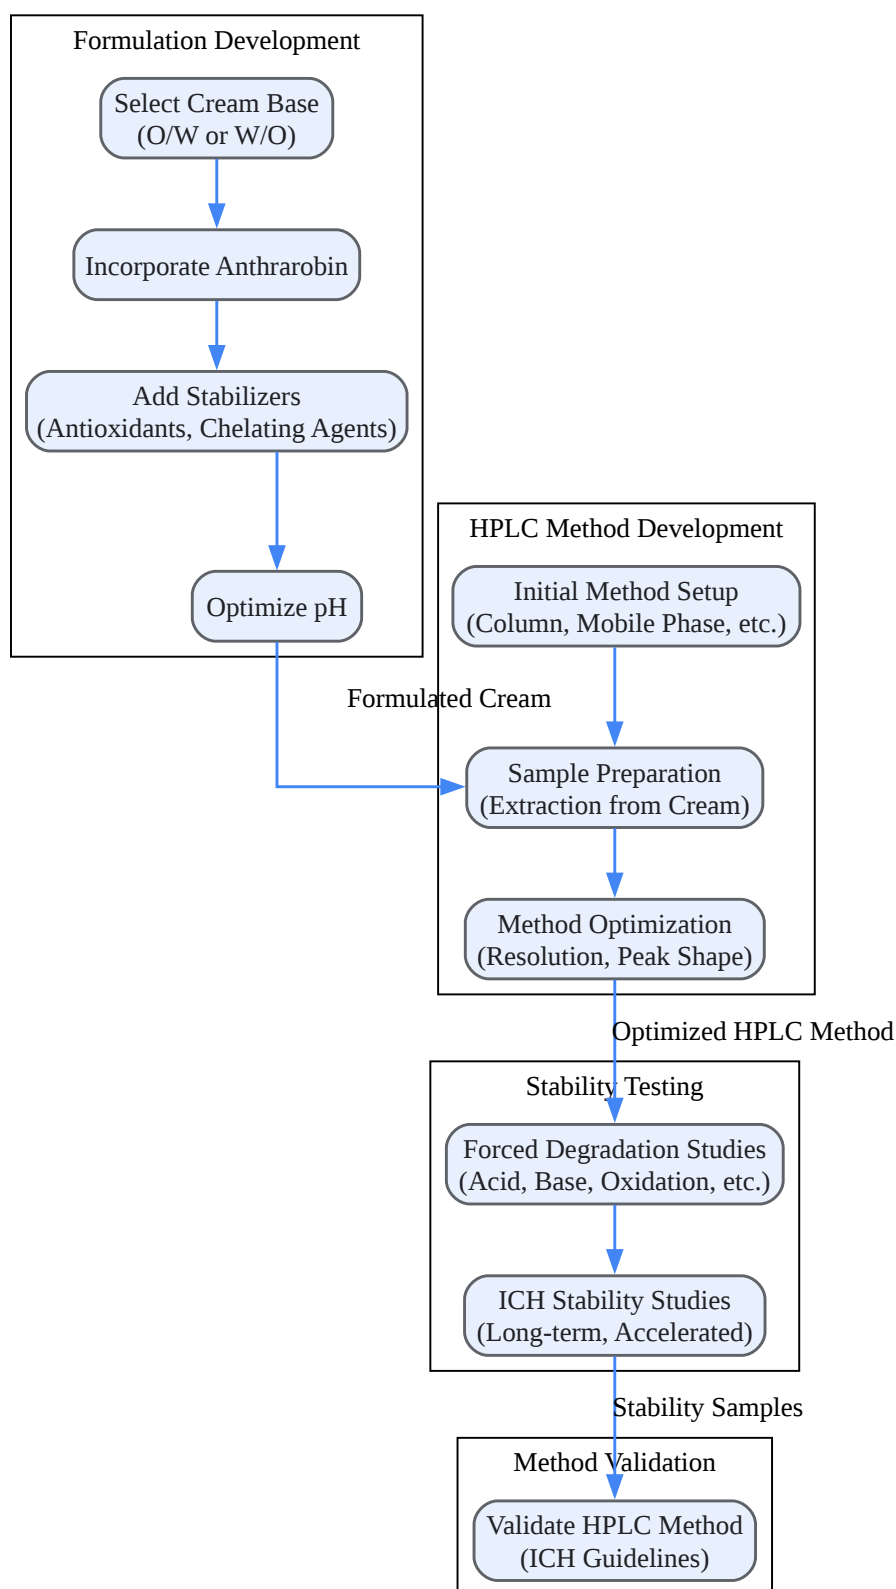 Formulation Development
Select Cream Base
(O/W or W/O)
Incorporate Anthrarobin
Add Stabilizers
(Antioxidants, Chelating Agents)
Optimize pH
Formulated Cream
HPLC Method Development
Initial Method Setup
(Column, Mobile Phase, etc.)
Sample Preparation
(Extraction from Cream)
Method Optimization
(Resolution, Peak Shape)
Optimized HPLC Method
Stability Testing
Forced Degradation Studies
(Acid, Base, Oxidation, etc.)
ICH Stability Studies
(Long-term, Accelerated)
Stability Samples
Method Validation
Validate HPLC Method
(ICH Guidelines)